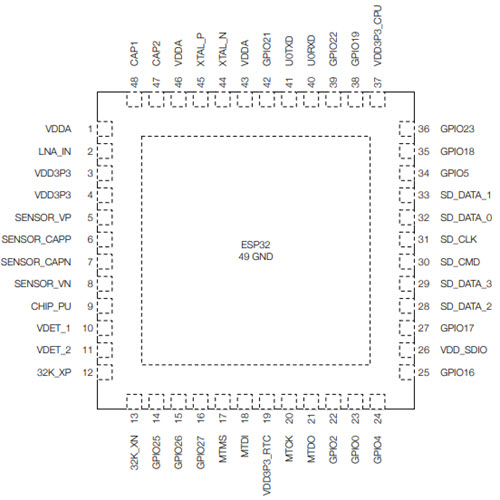 48 CAP1
47 CAP2
46 VDDA
45 XTAL_P
44 XTAL_N
43 VDDA
42 GPIO21
41 U0TXD
40 U0RXD
39 GPIO22
38 GPIO19
37 VDD3P3_CPU
VDDA 1
LNA_IN 2
VDD3P3 3
VDD3P3 4
SENSOR_VP 5
SENSOR_CAPP 6
SENSOR_CAPN 7
SENSOR_VN 8
CHIP_PU 9
VDET_1 10
VDET_2 11
32K_XP 12
ESP32
49 GND
36 GPIO23
35 GPIO18
34 GPIO5
33 SD_DATA_1
32 SD_DATA_0
31 SD_CLK
30 SD_CMD
29 SD_DATA_3
28 SD_DATA_2
27 GPIO17
26 VDD_SDIO
25 GPIO16
32K_XN 13
GPIO25 14
GPIO26 15
GPIO27 16
MTMS 17
MTDI 18
VDD3P3_RTC 19
MTCK 20
MTDO 21
GPIO2 22
GPIO0 23
GPIO4 24